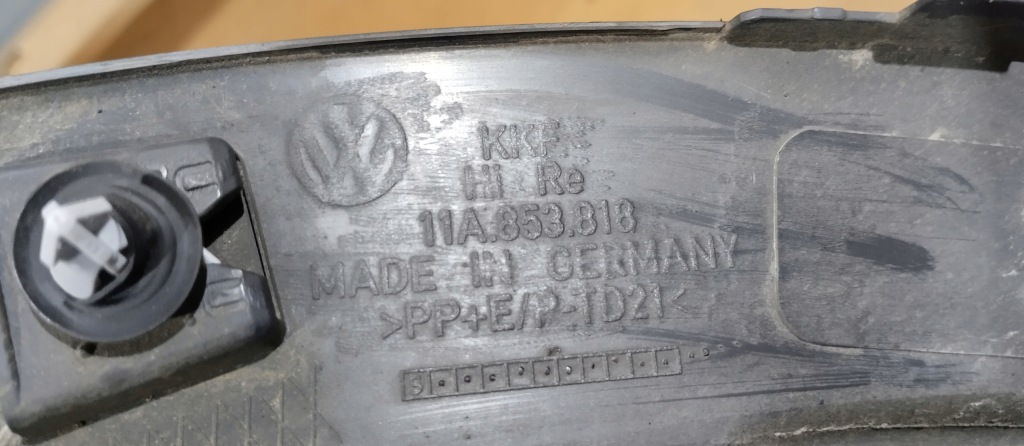 KKF
Hi Re
11A.853.818
MADE IN GERMANY
>PP+E/P-TD21<